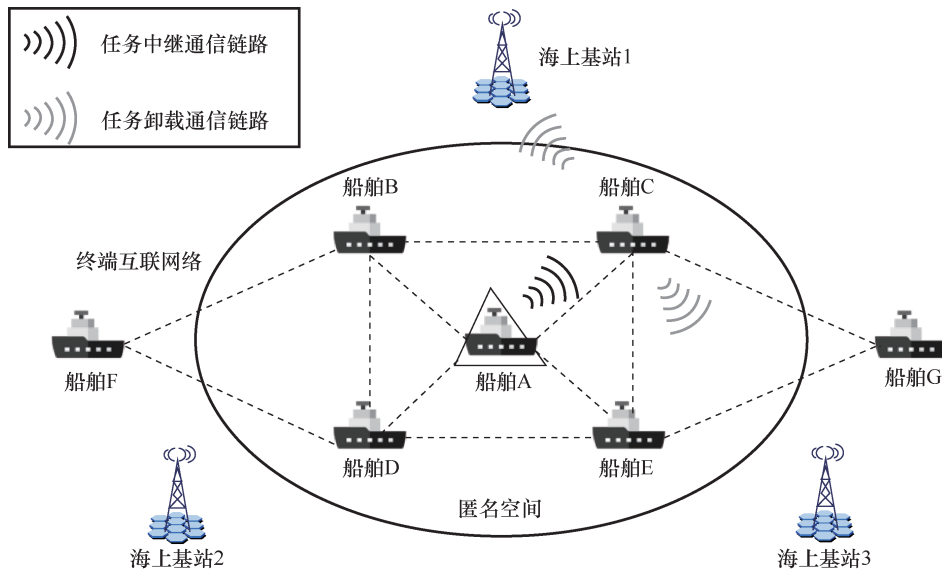 任务中继通信链路
任务卸载通信链路
海上基站1
船舶B
船舶C
终端互联网络
船舶F
船舶A
船舶G
船舶D
船舶E
匿名空间
海上基站2
海上基站3